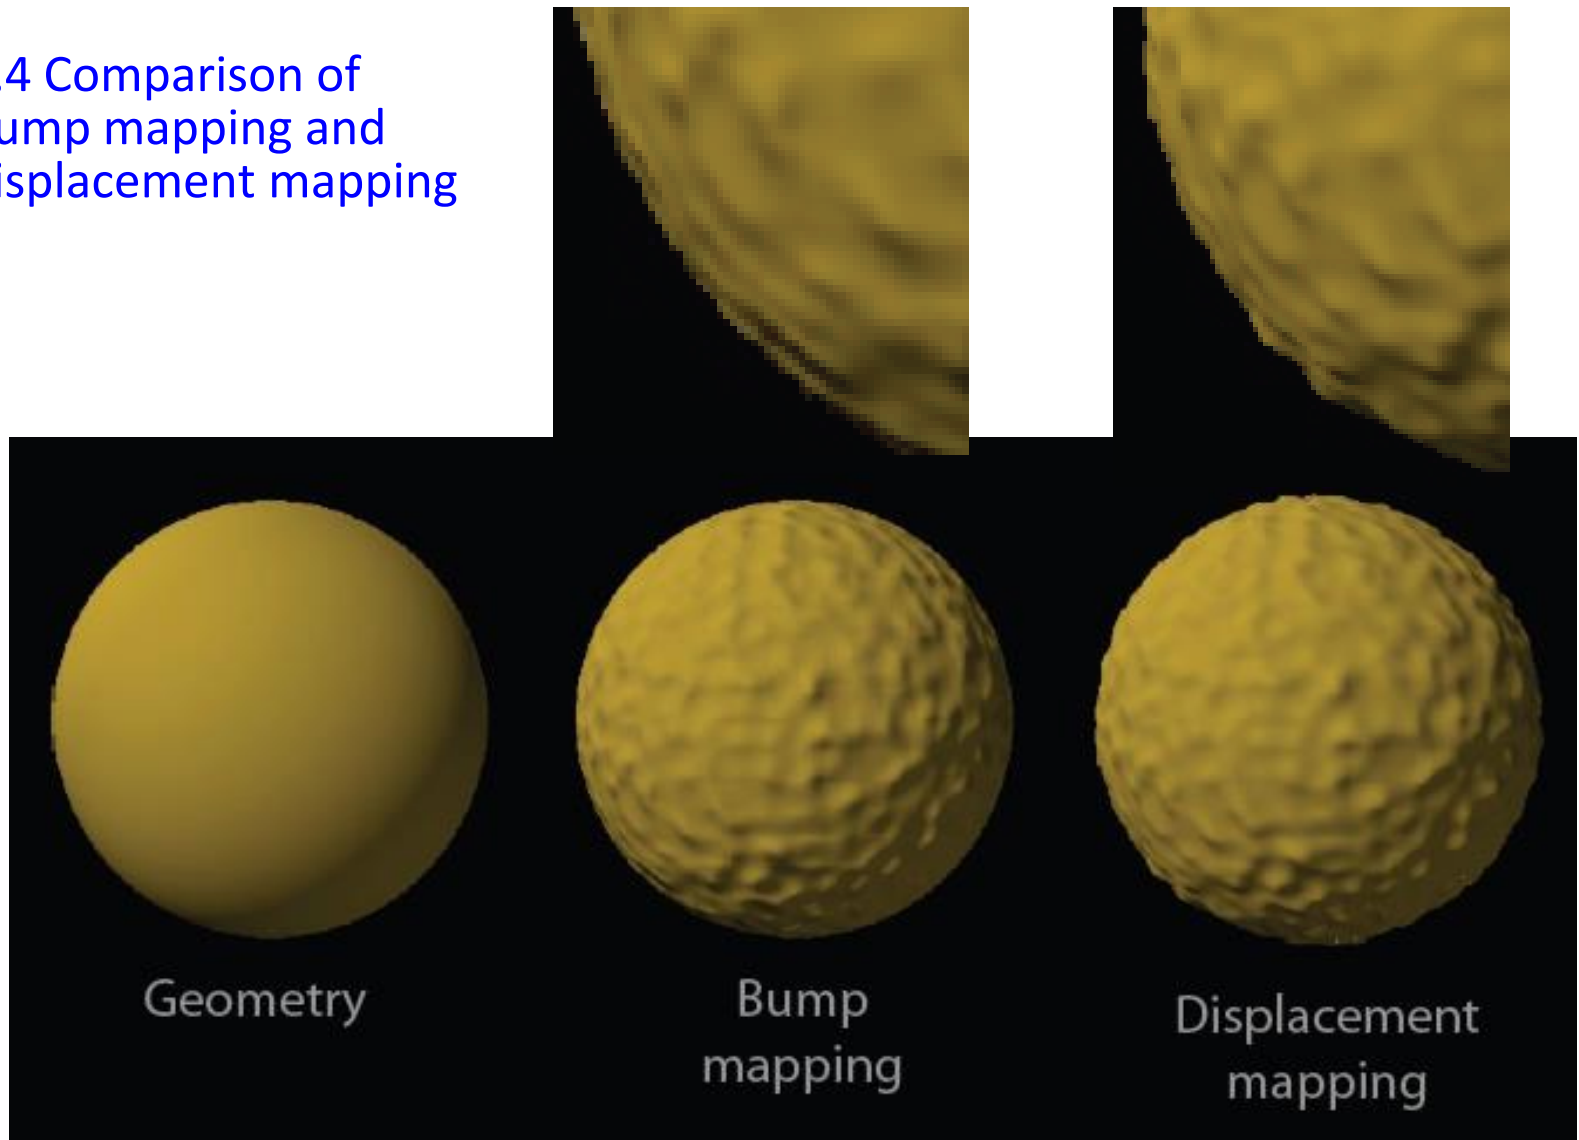 .4 Comparison of
ump mapping and
isplacement mapping
Geometry
Bump
mapping
Displacement
mapping